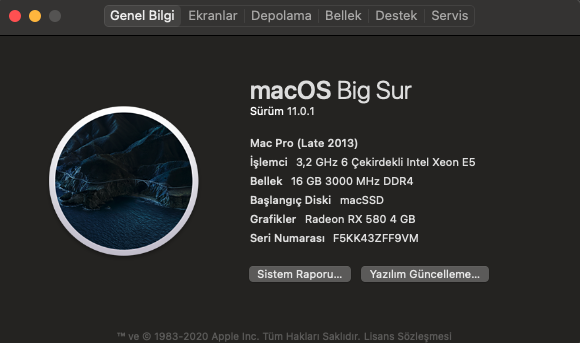 Genel Bilgi Ekranlar Depolama Bellek Destek Servis
macOS Big Sur
Sürüm 11.0.1
Mac Pro (Late 2013)
İşlemci 3,2 GHz 6 Çekirdekli Intel Xeon E5
Bellek 16 GB 3000 MHz DDR4
Başlangıç Diski macSSD
Grafikler Radeon RX 580 4 GB
Seri Numarası F5KK43ZFF9VM
Sistem Raporu... Yazılım Güncelleme...
™ ve © 1983-2020 Apple Inc. Tüm Hakları Saklıdır. Lisans Sözleşmesi